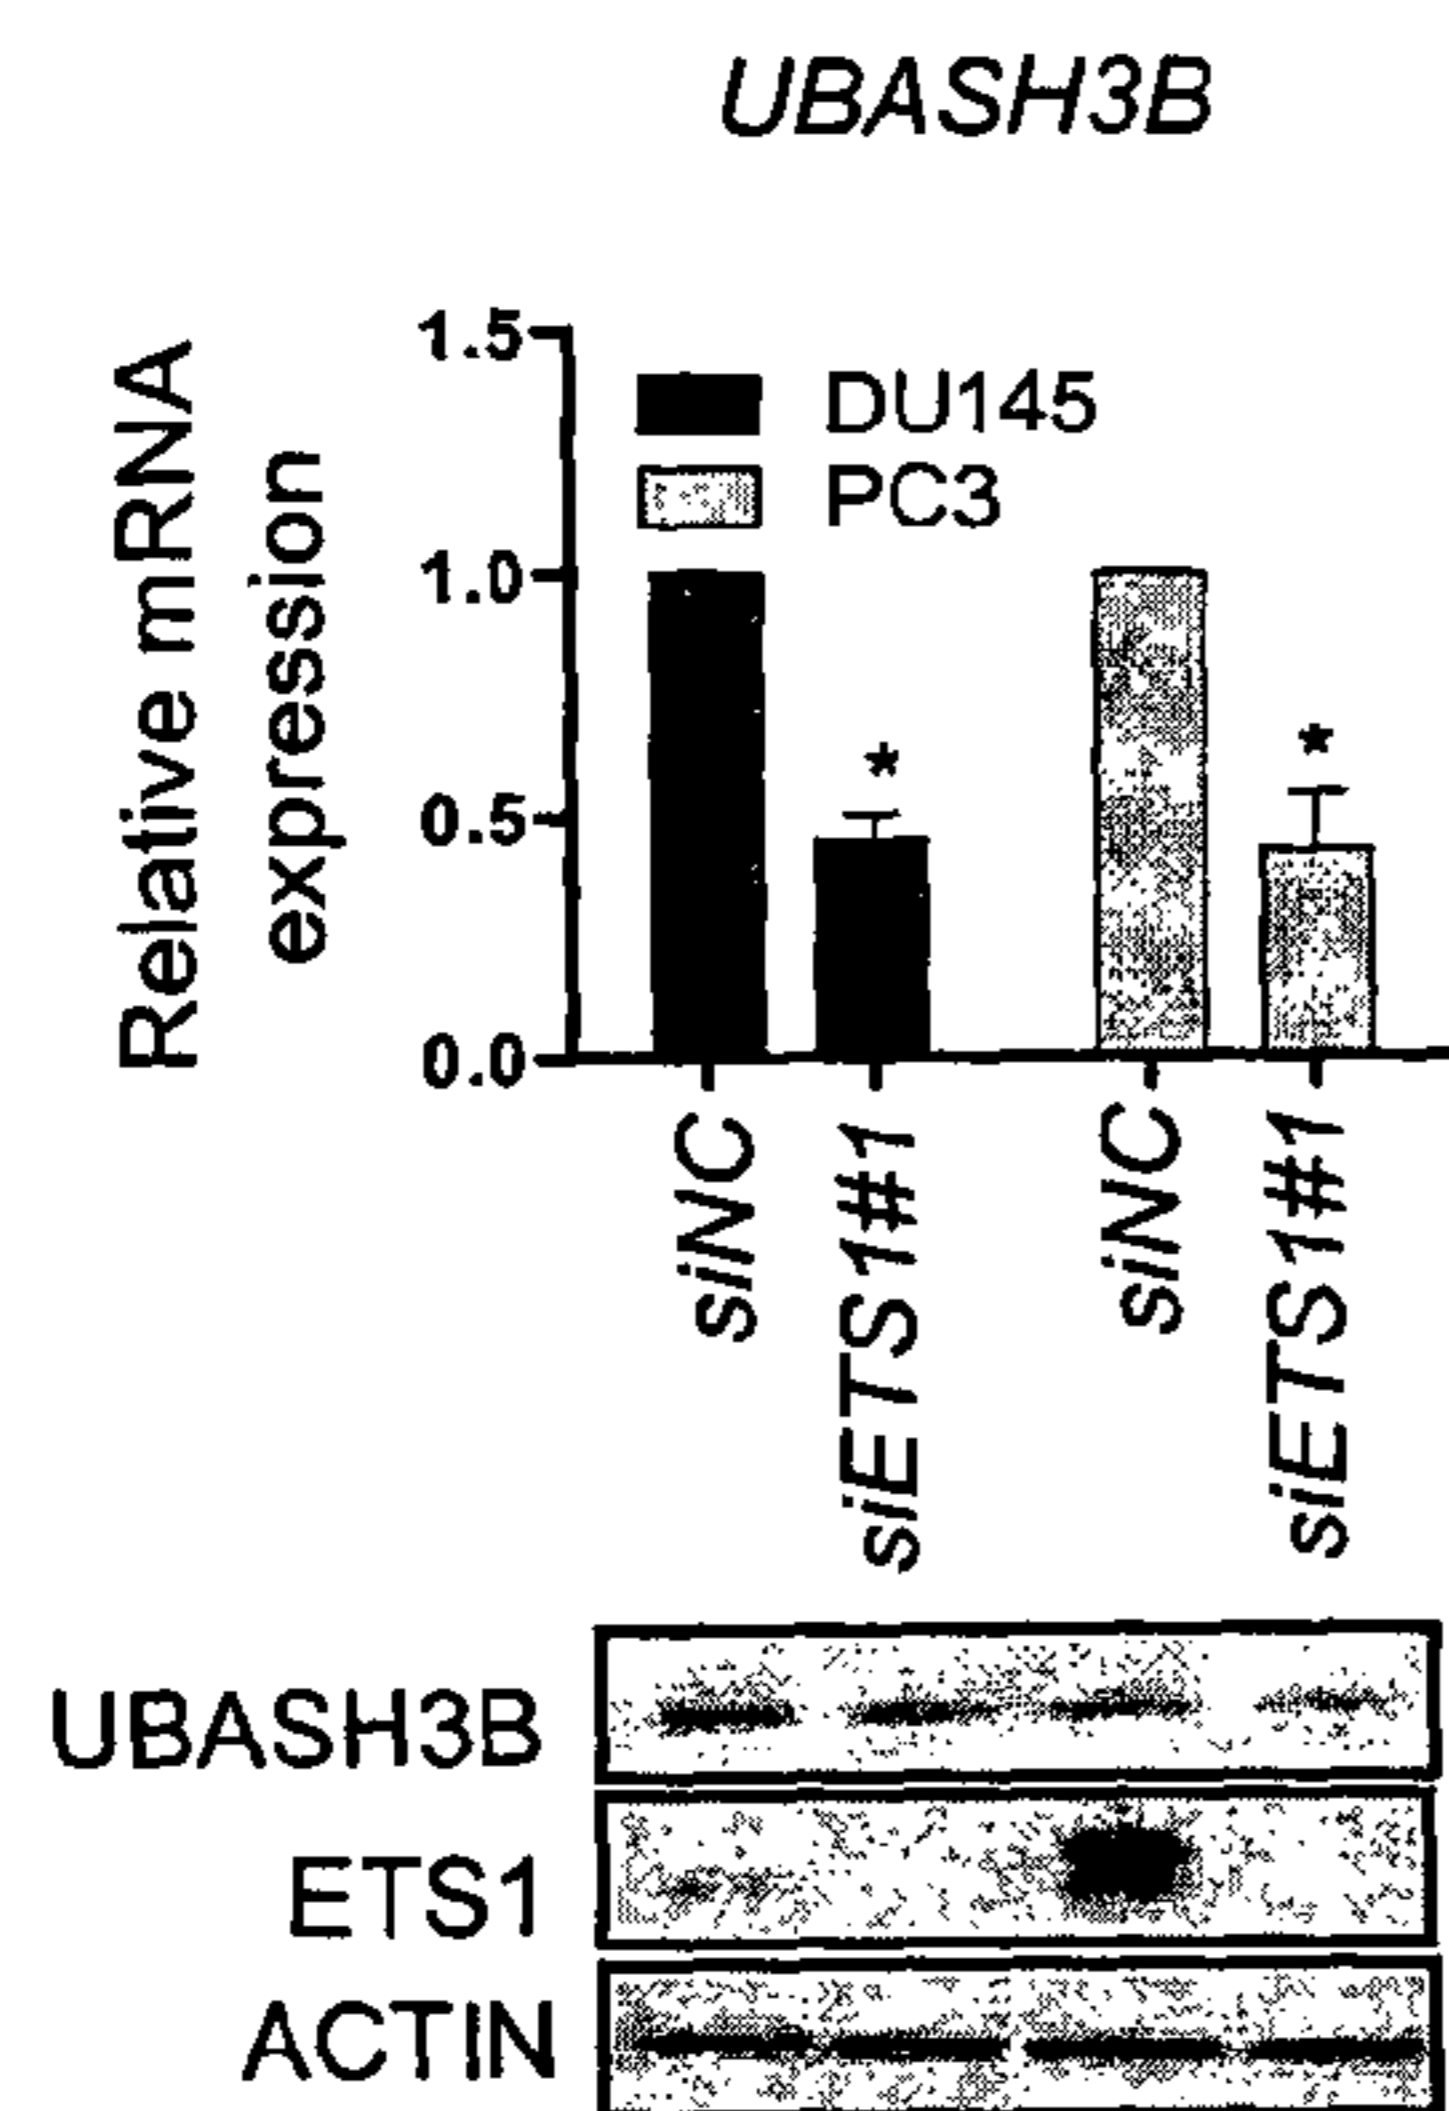 UBASH3B
Relative mRNA
expression
1.5
1.0
0.5
0.0
DU145
PC3
*
*
siNC
siETS1#1
siNC
siETS1#1
UBASH3B
ETS1
ACTIN